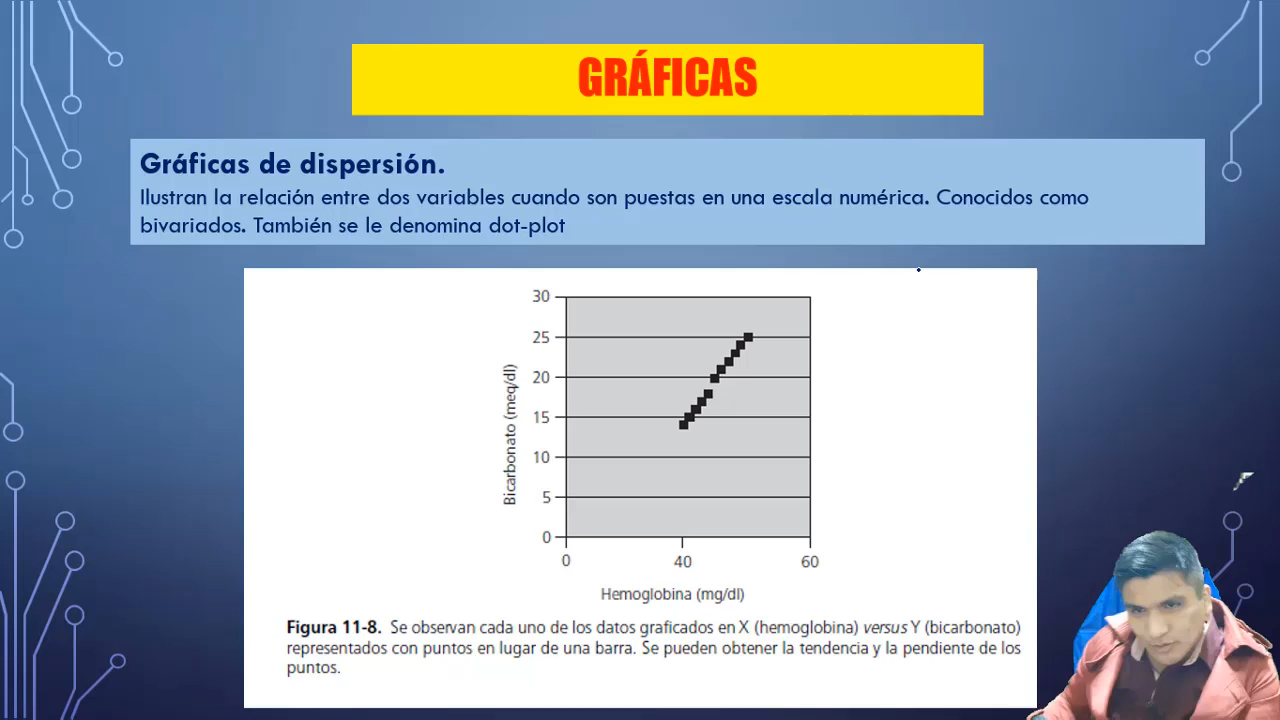 GRÁFICAS
Gráficas de dispersión.
Ilustran la relación entre dos variables cuando son puestas en una escala numérica. Conocidos como
bivariados. También se le denomina dot-plot
30
25
20
15
10
5
0
Bicarbonato (meq/dl)
0 40 60
Hemoglobina (mg/dl)
Figura 11-8. Se observan cada uno de los datos graficados en X (hemoglobina) versus Y (bicarbonato)
representados con puntos en lugar de una barra. Se pueden obtener la tendencia y la pendiente de los
puntos.